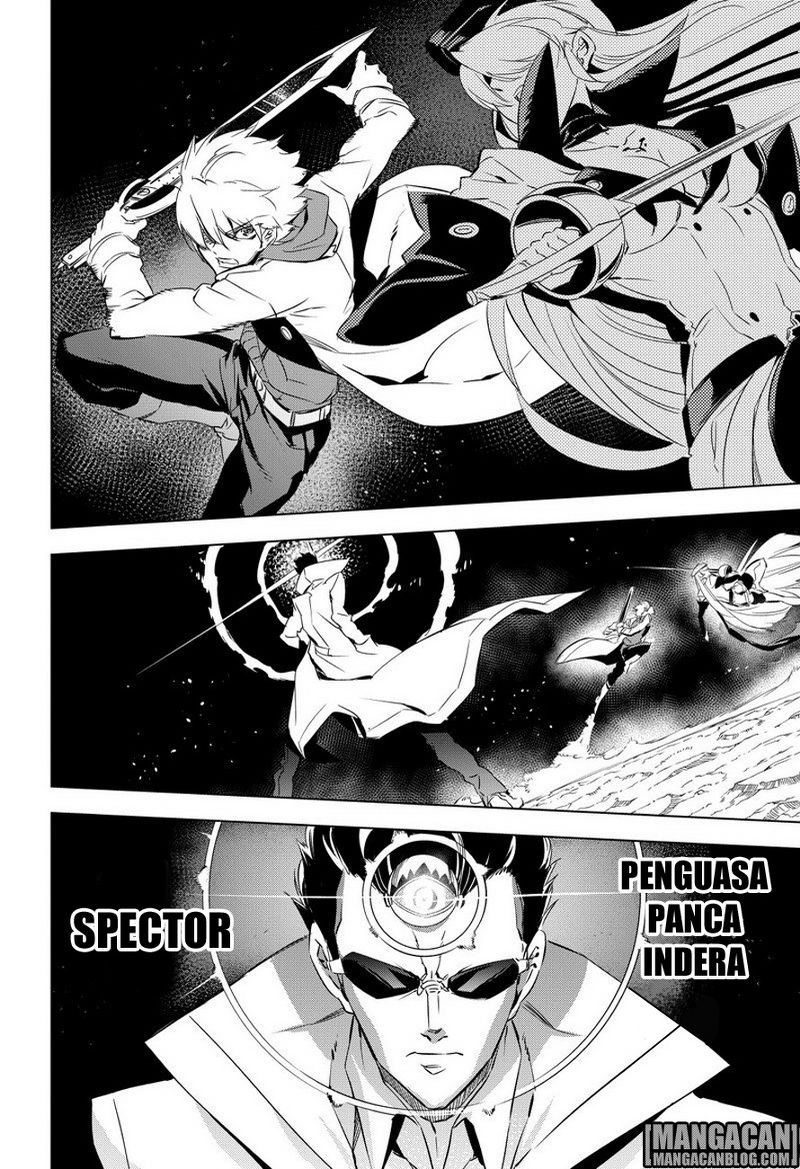 PENGUASA
PANCA
INDERA
SPECTOR
[MANGACAN]
MANGACANBLOG.COM